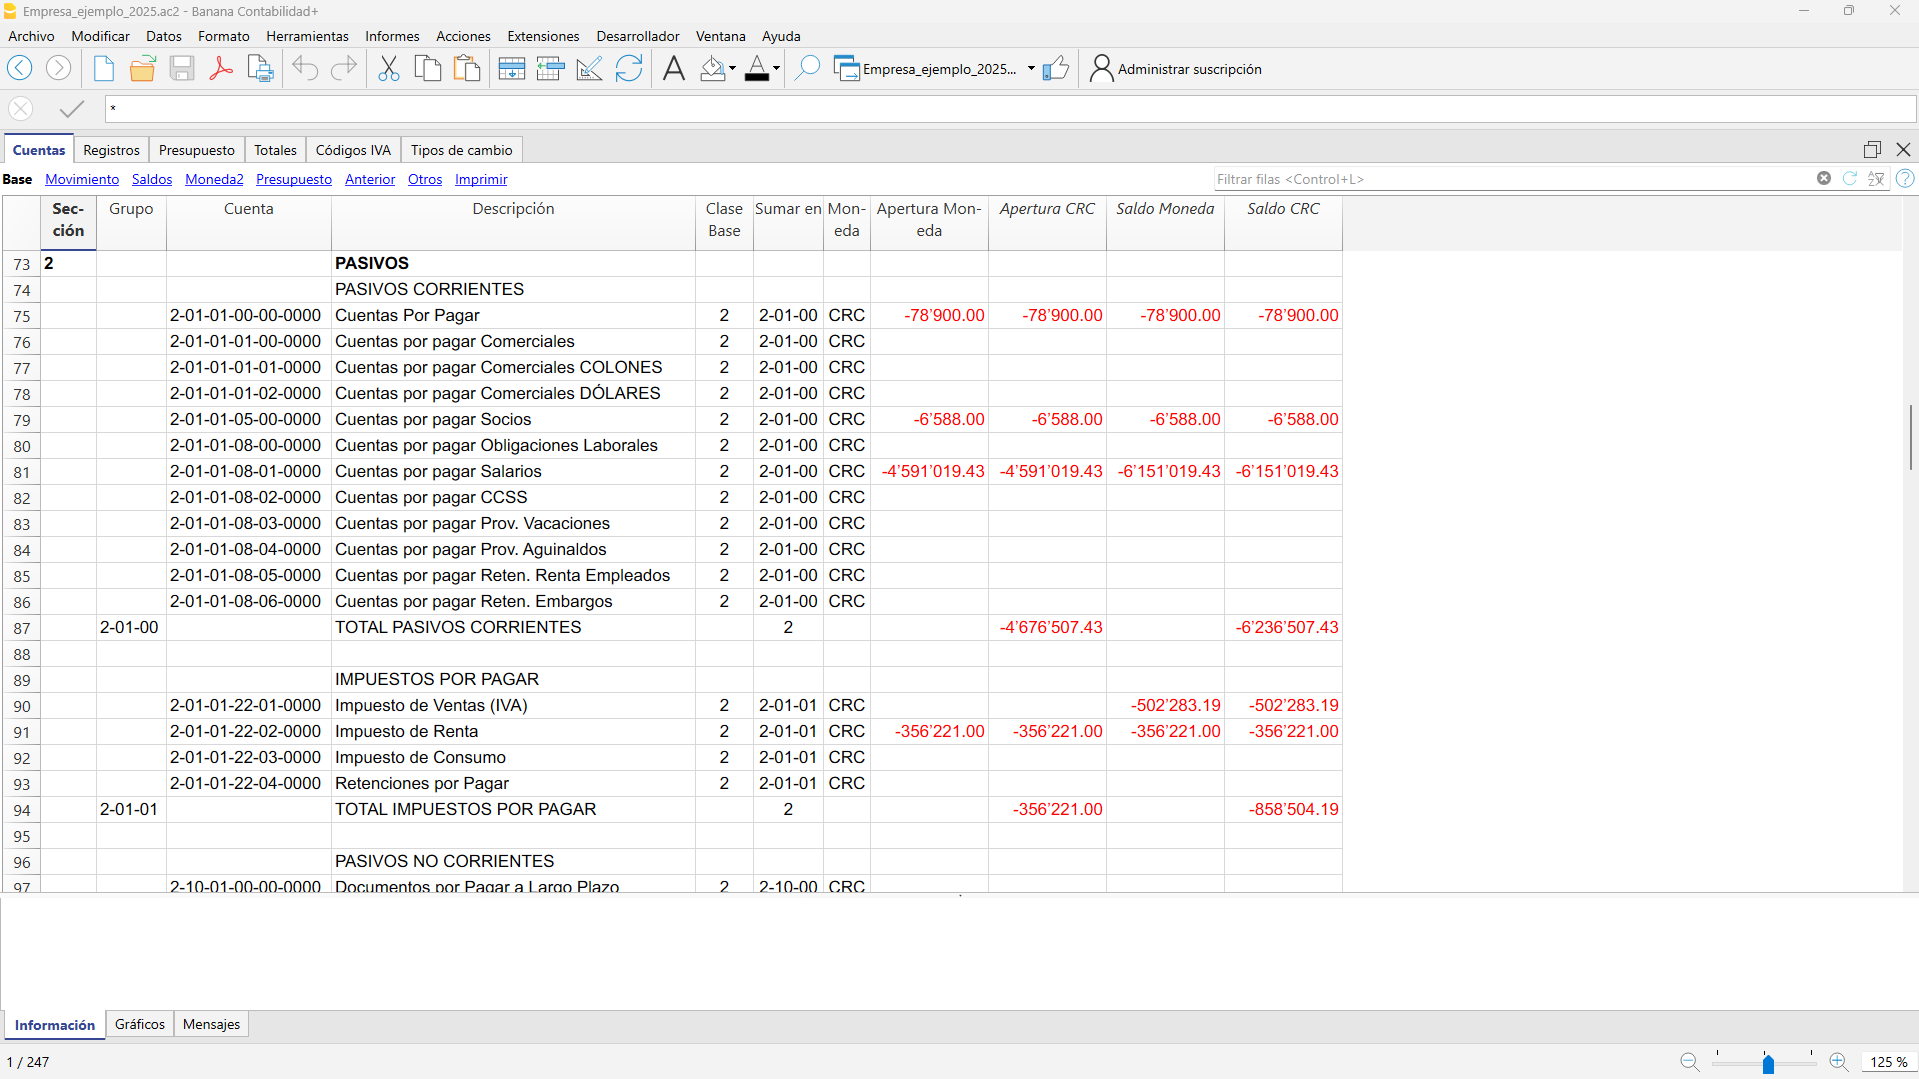 Empresa_ejemplo_2025.ac2 - Banana Contabilidad+
Archivo Modificar Datos Formato Herramientas Informes Acciones Extensiones Desarrollador Ventana Ayuda
Empresa_ejemplo_2025... Administrar suscripción
*
Cuentas Registros Presupuesto Totales Códigos IVA Tipos de cambio
Base Movimiento Saldos Moneda2 Presupuesto Anterior Otros Imprimir Filtrar filas <Control+L>
Sec-ción Grupo Cuenta Descripción Clase Base Sumar en Mon-eda Apertura Mon-eda Apertura CRC Saldo Moneda Saldo CRC
73 2 PASIVOS
74 PASIVOS CORRIENTES
75 2-01-01-00-00-0000 Cuentas Por Pagar 2 2-01-00 CRC -78’900.00 -78’900.00 -78’900.00 -78’900.00
76 2-01-01-01-00-0000 Cuentas por pagar Comerciales 2 2-01-00 CRC
77 2-01-01-01-01-0000 Cuentas por pagar Comerciales COLONES 2 2-01-00 CRC
78 2-01-01-01-02-0000 Cuentas por pagar Comerciales DÓLARES 2 2-01-00 CRC
79 2-01-01-05-00-0000 Cuentas por pagar Socios 2 2-01-00 CRC -6’588.00 -6’588.00 -6’588.00 -6’588.00
80 2-01-01-08-00-0000 Cuentas por pagar Obligaciones Laborales 2 2-01-00 CRC
81 2-01-01-08-01-0000 Cuentas por pagar Salarios 2 2-01-00 CRC -4’591’019.43 -4’591’019.43 -6’151’019.43 -6’151’019.43
82 2-01-01-08-02-0000 Cuentas por pagar CCSS 2 2-01-00 CRC
83 2-01-01-08-03-0000 Cuentas por pagar Prov. Vacaciones 2 2-01-00 CRC
84 2-01-01-08-04-0000 Cuentas por pagar Prov. Aguinaldos 2 2-01-00 CRC
85 2-01-01-08-05-0000 Cuentas por pagar Reten. Renta Empleados 2 2-01-00 CRC
86 2-01-01-08-06-0000 Cuentas por pagar Reten. Embargos 2 2-01-00 CRC
87 2-01-00 TOTAL PASIVOS CORRIENTES 2 -4’676’507.43 -6’236’507.43
88
89 IMPUESTOS POR PAGAR
90 2-01-01-22-01-0000 Impuesto de Ventas (IVA) 2 2-01-01 CRC -502’283.19 -502’283.19
91 2-01-01-22-02-0000 Impuesto de Renta 2 2-01-01 CRC -356’221.00 -356’221.00 -356’221.00 -356’221.00
92 2-01-01-22-03-0000 Impuesto de Consumo 2 2-01-01 CRC
93 2-01-01-22-04-0000 Retenciones por Pagar 2 2-01-01 CRC
94 2-01-01 TOTAL IMPUESTOS POR PAGAR 2 -356’221.00 -858’504.19
95
96 PASIVOS NO CORRIENTES
97 2-10-01-00-00-0000 Documentos por Pagar a Largo Plazo 2 2-10-00 CRC
Información Gráficos Mensajes
1 / 247 125 %